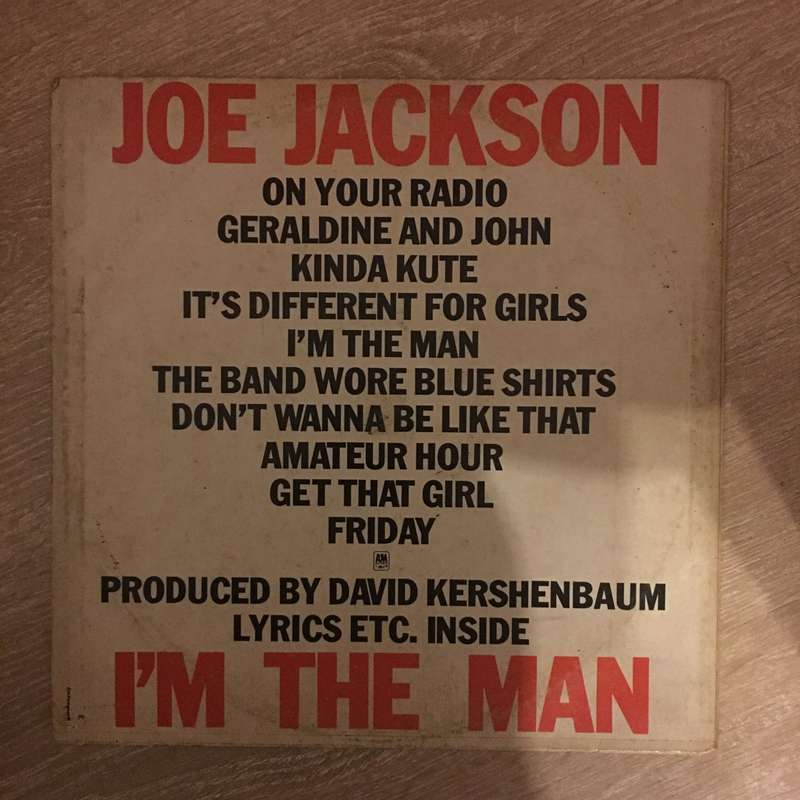 JOE JACKSON
ON YOUR RADIO
GERALDINE AND JOHN
KINDA KUTE
IT'S DIFFERENT FOR GIRLS
I'M THE MAN
THE BAND WORE BLUE SHIRTS
DON'T WANNA BE LIKE THAT
AMATEUR HOUR
GET THAT GIRL
FRIDAY
AM
PRODUCED BY DAVID KERSHENBAUM
LYRICS ETC. INSIDE
I'M THE MAN